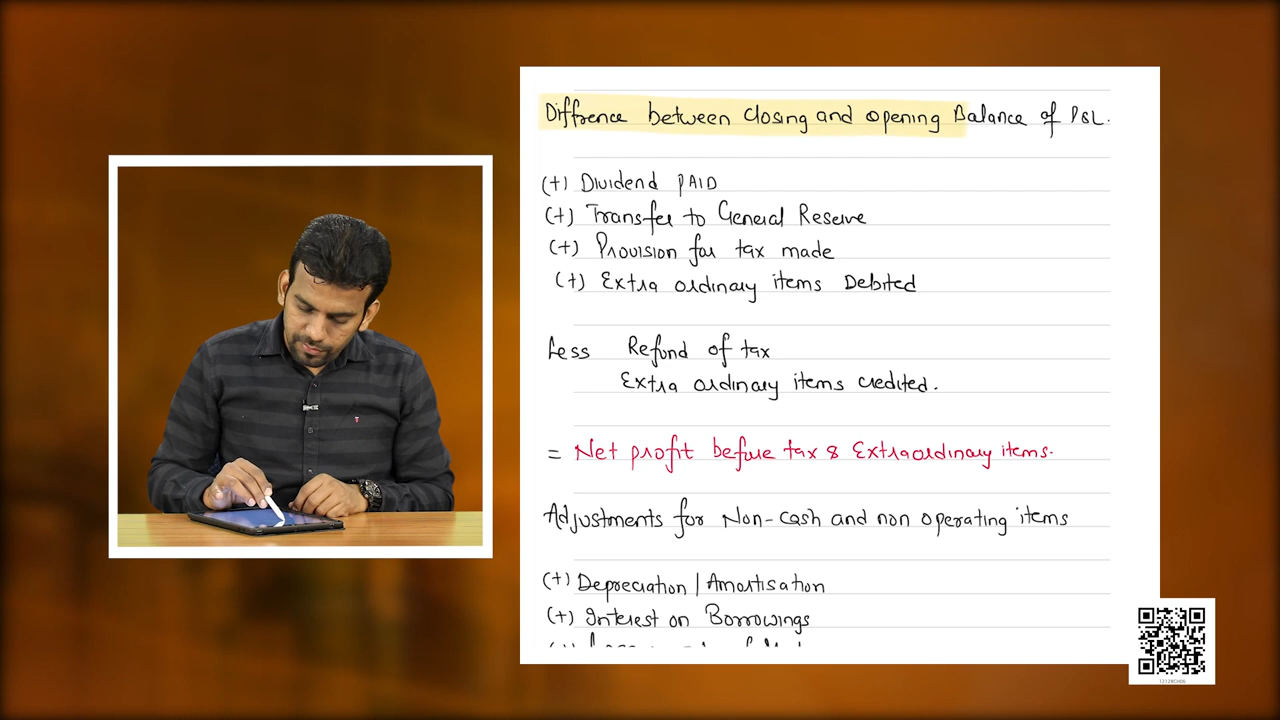 Diffrence between closing and opening Balance of P&L.
(+) Dividend PAID
(+) Transfer to General Reserve
(+) Provision for tax made
(+) Extra ordinary items Debited
Less Refund of tax
Extra ordinary items credited.
= Net profit before tax & Extraordinary items.
Adjustments for Non-Cash and non operating items
(+) Depreciation | Amortisation
(+) Interest on Borrowings